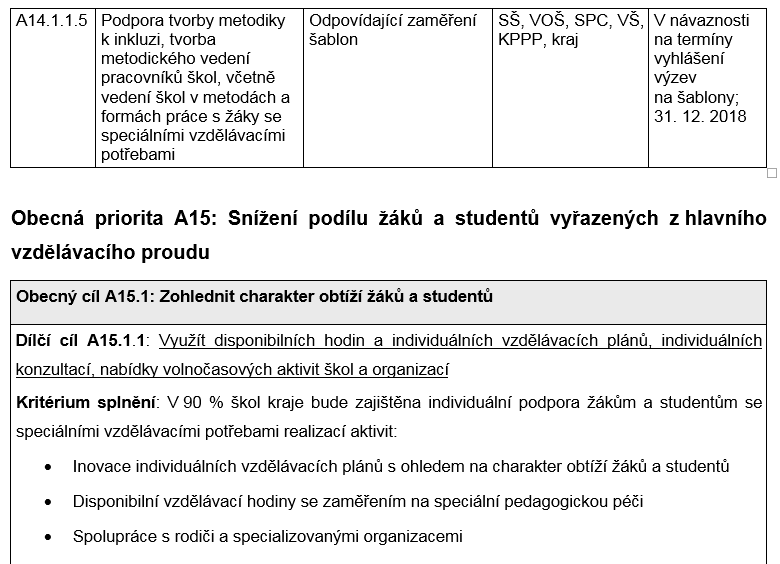 A14.1.1.5
Podpora tvorby metodiky
k inkluzi, tvorba
metodického vedení
pracovníků škol, včetně
vedení škol v metodách a
formách práce s žáky se
speciálními vzdělávacími
potřebami
Odpovídající zaměření
šablon
SŠ, VOŠ, SPC, VŠ,
KPPP, kraj
V návaznosti
na termíny
vyhlášení
výzev
na šablony;
31. 12. 2018
Obecná priorita A15: Snížení podílu žáků a studentů vyřazených z hlavního
vzdělávacího proudu
Obecný cíl A15.1: Zohlednit charakter obtíží žáků a studentů
Dílčí cíl A15.1.1: Využít disponibilních hodin a individuálních vzdělávacích plánů, individuálních
konzultací, nabídky volnočasových aktivit škol a organizací
Kritérium splnění: V 90 % škol kraje bude zajištěna individuální podpora žákům a studentům se
speciálními vzdělávacími potřebami realizací aktivit:
• Inovace individuálních vzdělávacích plánů s ohledem na charakter obtíží žáků a studentů
• Disponibilní vzdělávací hodiny se zaměřením na speciální pedagogickou péči
• Spolupráce s rodiči a specializovanými organizacemi